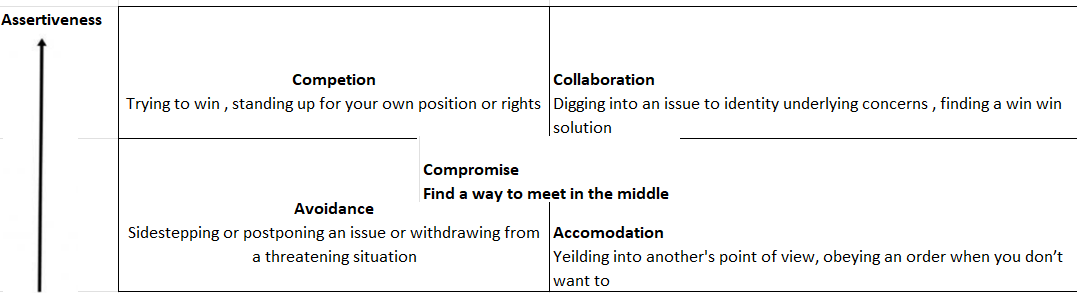 Assertiveness
Competion
Trying to win , standing up for your own position or rights
Collaboration
Digging into an issue to identity underlying concerns , finding a win win
solution
Compromise
Find a way to meet in the middle
Avoidance
Sidestepping or postponing an issue or withdrawing from
a threatening situation
Accomodation
Yeilding into another's point of view, obeying an order when you don’t
want to